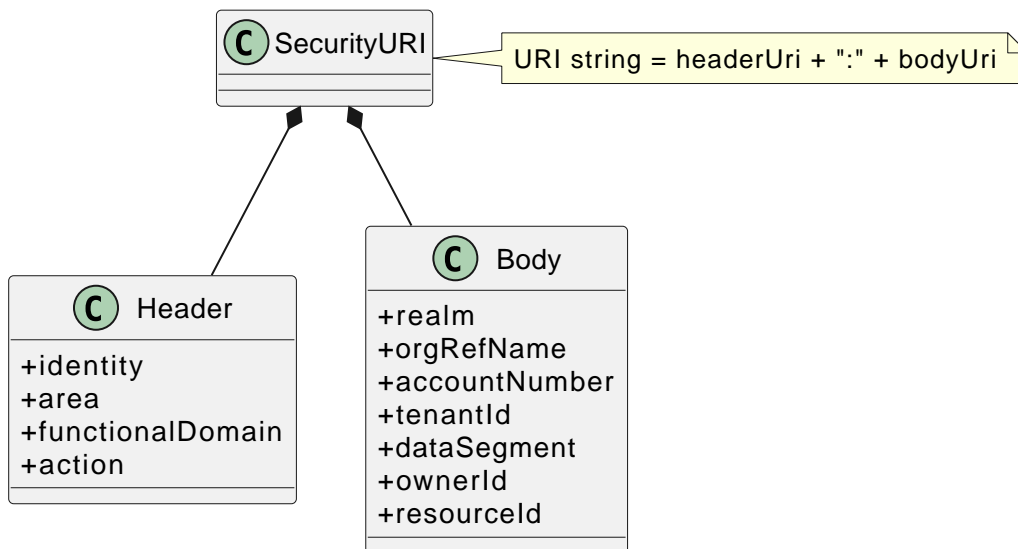 C SecurityURI
URI string = headerUri + ":" + bodyUri
C Header
+identity
+area
+functionalDomain
+action
C Body
+realm
+orgRefName
+accountNumber
+tenantId
+dataSegment
+ownerId
+resourceId